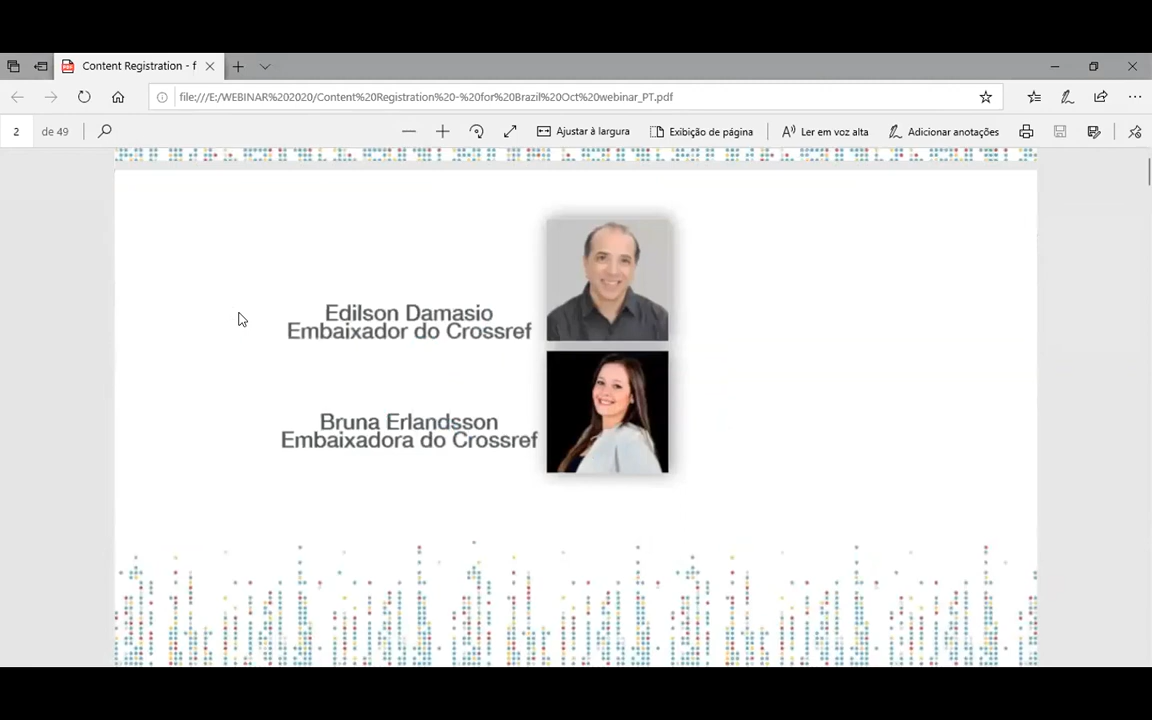 Content Registration - f
file:///E:/WEBINAR%202020/Content%20Registration%20-%20for%20Brazil%20Oct%20webinar_PT.pdf
2 de 49
Ajustar à largura
Exibição de página
Ler em voz alta
Adicionar anotações
Edilson Damasio
Embaixador do Crossref
Bruna Erlandsson
Embaixadora do Crossref